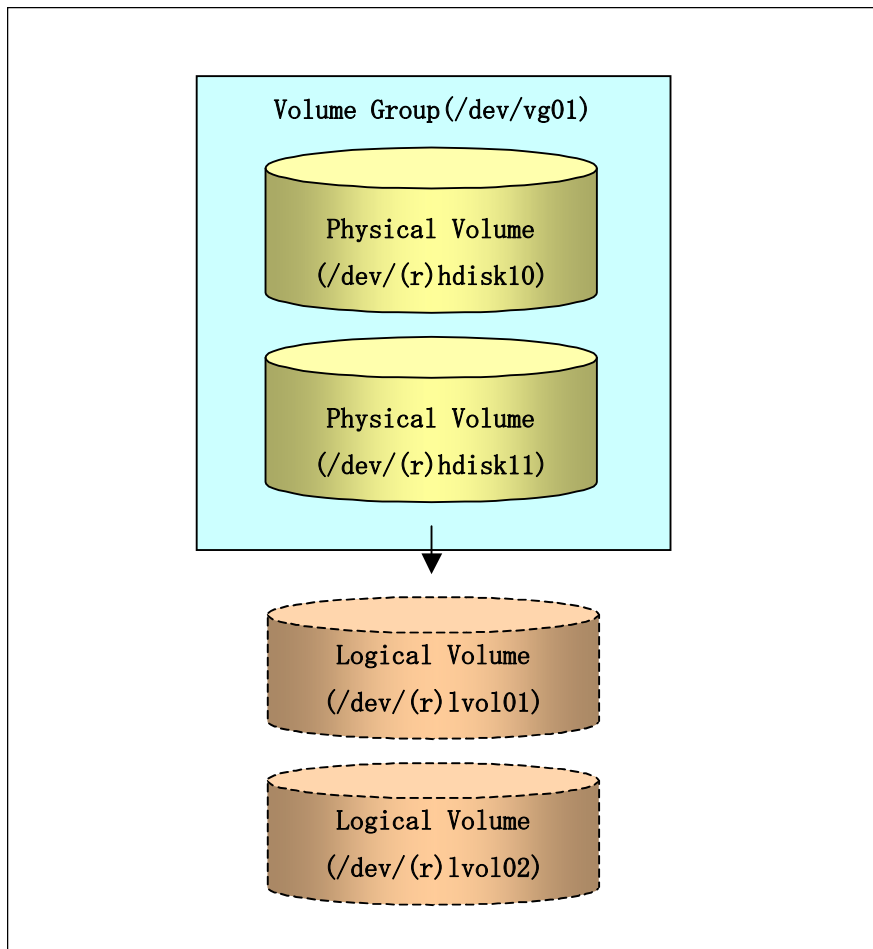 Volume Group(/dev/vg01)
Physical Volume
(/dev/(r)hdisk10)
Physical Volume
(/dev/(r)hdisk11)
Logical Volume
(/dev/(r)lvol01)
Logical Volume
(/dev/(r)lvol02)